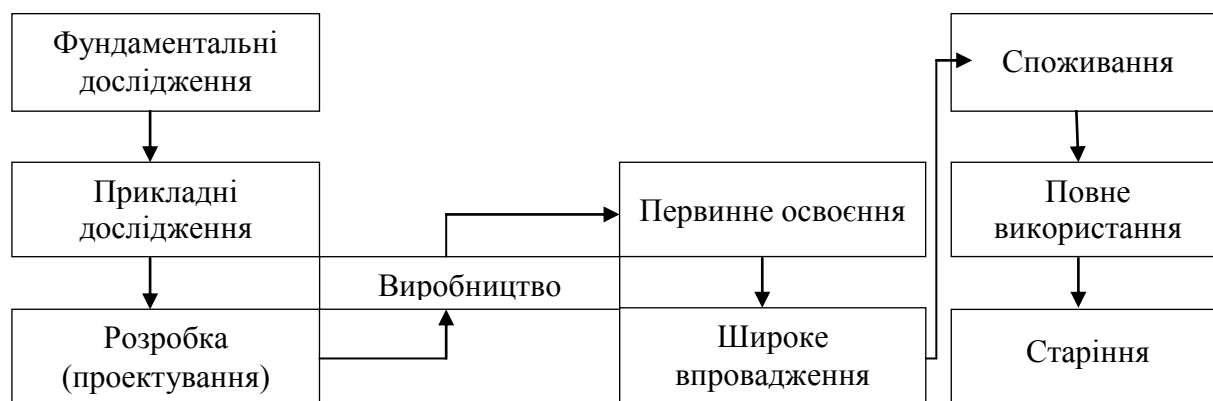 Фундаментальні
дослідження
Прикладні
дослідження
Розробка
(проектування)
Виробництво
Первинне освоєння
Широке
впровадження
Споживання
Повне
використання
Старіння